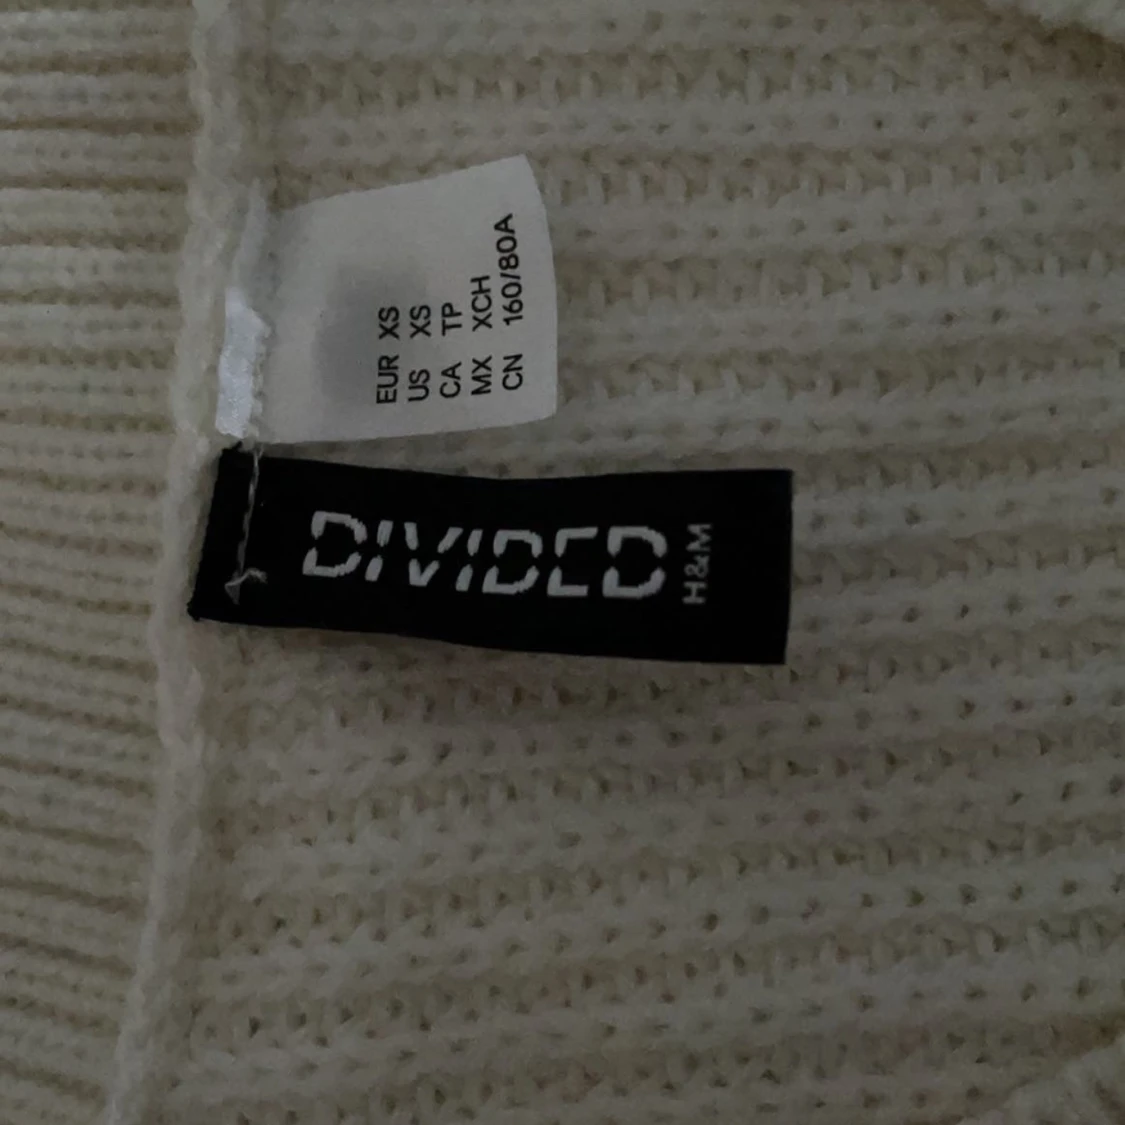 EUR XS
US XS
CA TP
MX XCH
CN 160/80A
DIVIDED
H&M